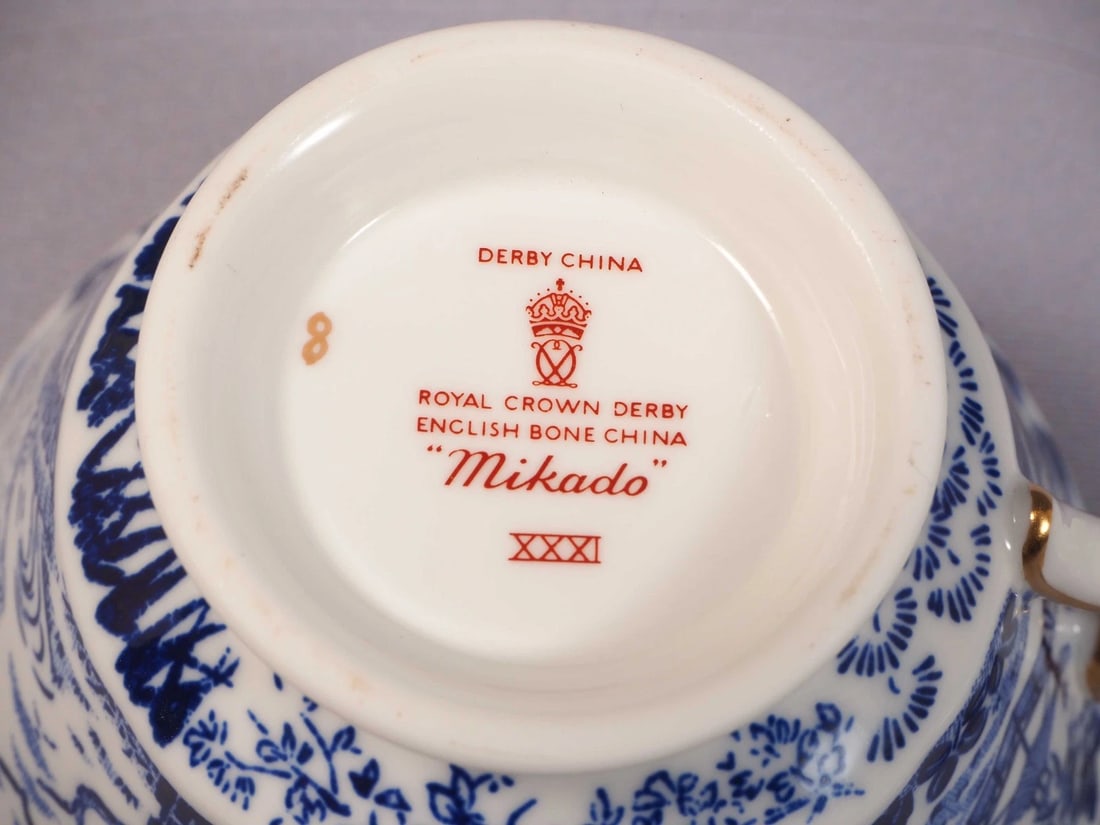 DERBY CHINA
8
ROYAL CROWN DERBY
ENGLISH BONE CHINA
"Mikado"
XXXI